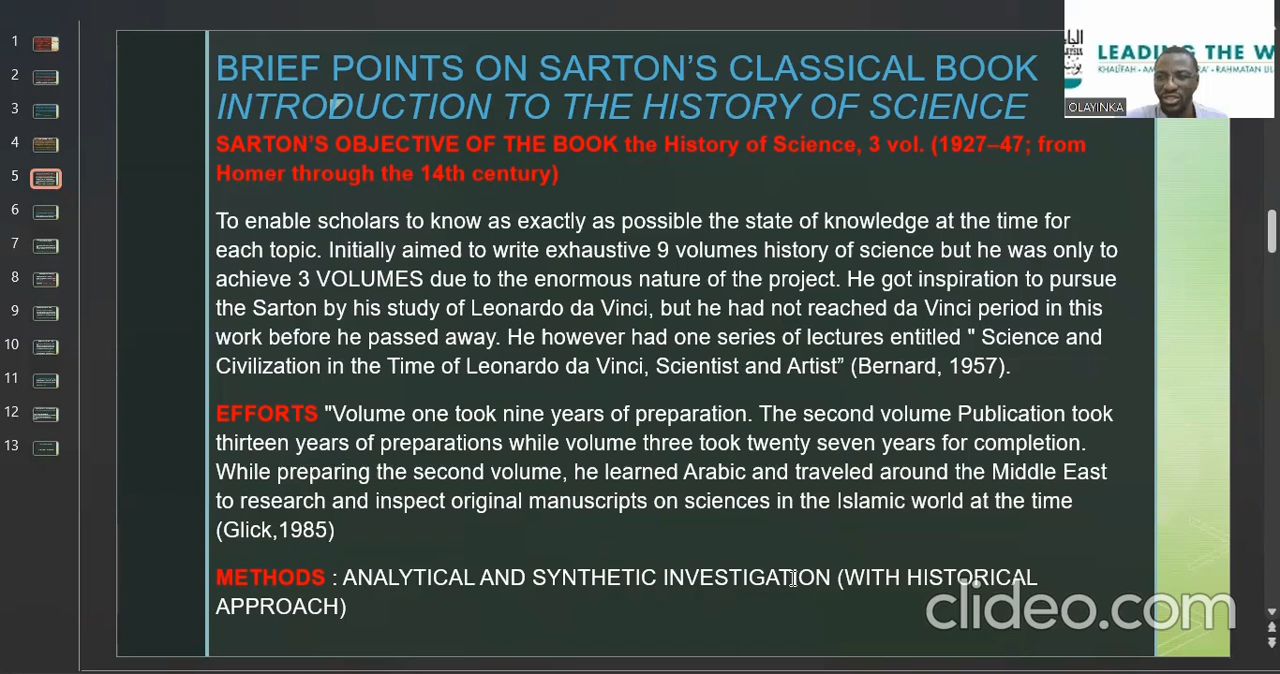 1
2
3
4
5
6
7
8
9
10
11
12
13
BRIEF POINTS ON SARTON'S CLASSICAL BOOK
INTRODUCTION TO THE HISTORY OF SCIENCE
SARTON'S OBJECTIVE OF THE BOOK the History of Science, 3 vol. (1927–47; from
Homer through the 14th century)
To enable scholars to know as exactly as possible the state of knowledge at the time for
each topic. Initially aimed to write exhaustive 9 volumes history of science but he was only to
achieve 3 VOLUMES due to the enormous nature of the project. He got inspiration to pursue
the Sarton by his study of Leonardo da Vinci, but he had not reached da Vinci period in this
work before he passed away. He however had one series of lectures entitled " Science and
Civilization in the Time of Leonardo da Vinci, Scientist and Artist” (Bernard, 1957).
EFFORTS "Volume one took nine years of preparation. The second volume Publication took
thirteen years of preparations while volume three took twenty seven years for completion.
While preparing the second volume, he learned Arabic and traveled around the Middle East
to research and inspect original manuscripts on sciences in the Islamic world at the time
(Glick,1985)
METHODS : ANALYTICAL AND SYNTHETIC INVESTIGATION (WITH HISTORICAL
APPROACH)
LEADING THE W
KHALĪFAH
OLAYINKA
clideo.com